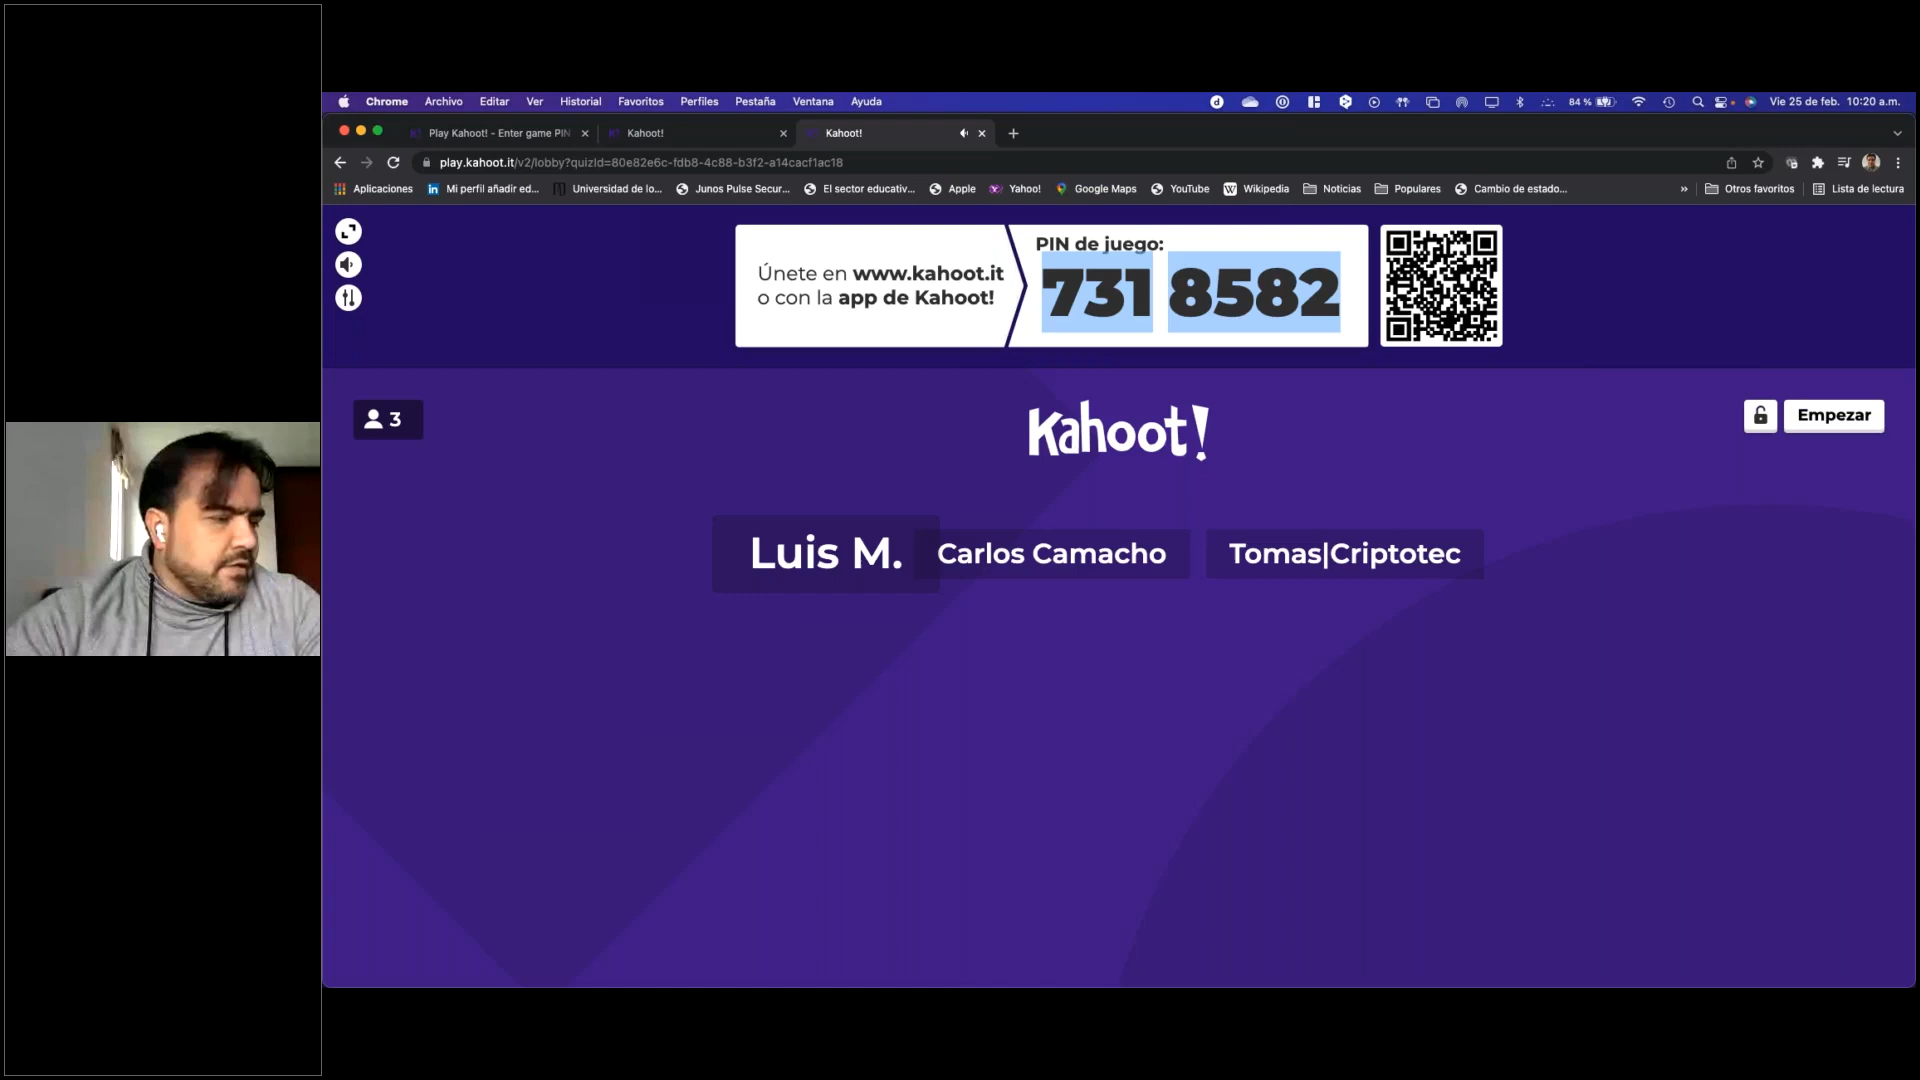 Chrome Archivo Editar Ver Historial Favoritos Perfiles Pestaña Ventana Ayuda 84 % Vie 25 de feb. 10:20 a.m.
Play Kahoot! - Enter game PIN Kahoot! Kahoot!
play.kahoot.it/v2/lobby?quizId=80e82e6c-fdb8-4c88-b3f2-a14cacf1ac18
Aplicaciones Mi perfil añadir ed... Universidad de lo... Junos Pulse Secur... El sector educativ... Apple Yahoo! Google Maps YouTube Wikipedia Noticias Populares Cambio de estado... » Otros favoritos Lista de lectura
Únete en www.kahoot.it
o con la app de Kahoot!
PIN de juego:
731 8582
3
Kahoot!
Empezar
Luis M. Carlos Camacho Tomas|Criptotec